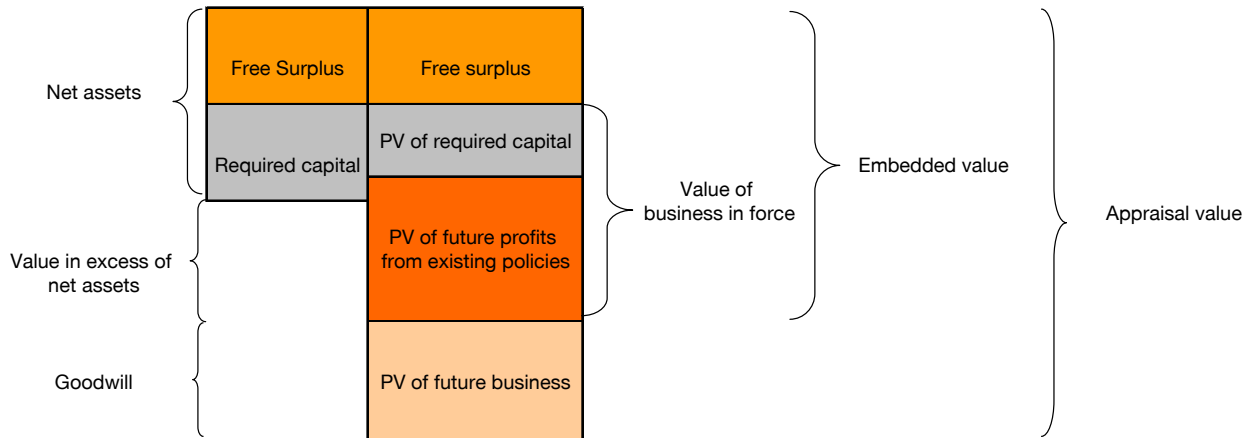 Free Surplus
Free surplus
Net assets
PV of required capital
Required capital
Embedded value
Value of
business in force
Appraisal value
PV of future profits
from existing policies
Value in excess of
net assets
Goodwill
PV of future business